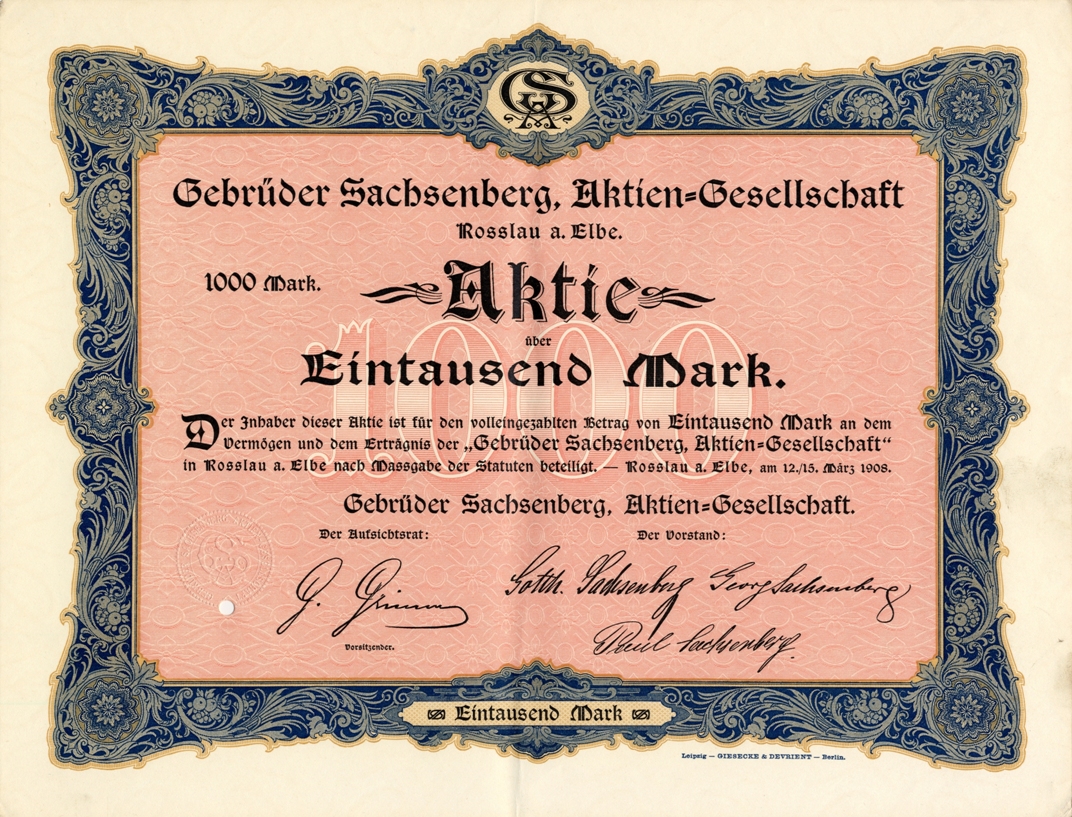 GSAG
Gebrüder Sachsenberg, Aktien=Gesellschaft
Rosslau a. Elbe.
1000 Mark.
Aktie
1000
über
Eintausend Mark.
Der Inhaber dieser Aktie ist für den volleingezahlten Betrag von Eintausend Mark an dem
Vermögen und dem Erträgnis der „Gebrüder Sachsenberg, Aktien=Gesellschaft“
in Rosslau a. Elbe nach Massgabe der Statuten beteiligt. — Rosslau a. Elbe, am 12./15. März 1908.
Gebrüder Sachsenberg, Aktien=Gesellschaft.
Der Aufsichtsrat:
Der Vorstand:
Gotth. Sachsenberg Georg Sachsenberg
Paul Sachsenberg.
Vorsitzender.
Eintausend Mark
Leipzig — GIESECKE & DEVRIENT — Berlin.